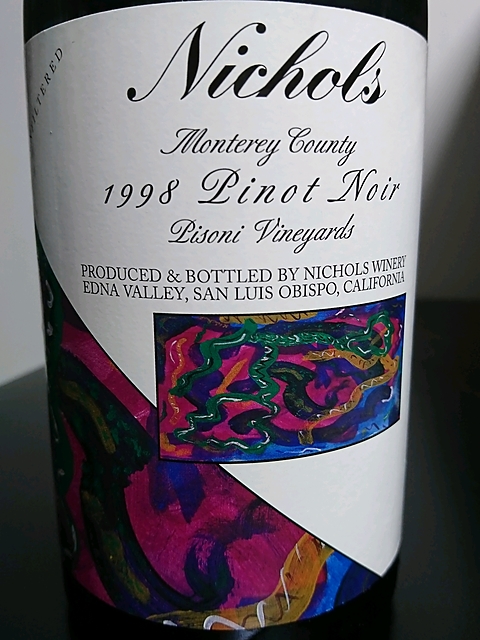 Nichols
Monterey County
1998 Pinot Noir
Pisoni Vineyards
PRODUCED & BOTTLED BY NICHOLS WINERY
EDNA VALLEY, SAN LUIS OBISPO, CALIFORNIA